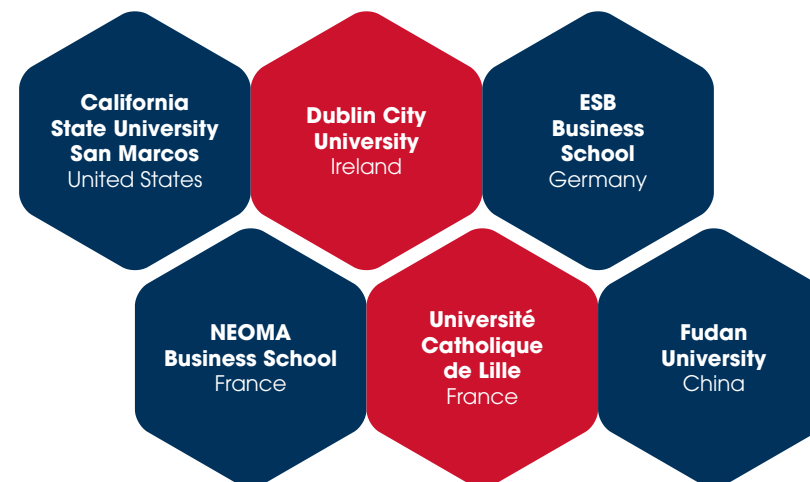 California
State University
San Marcos
United States
Dublin City
University
Ireland
ESB
Business
School
Germany
NEOMA
Business School
France
Université
Catholique
de Lille
France
Fudan
University
China